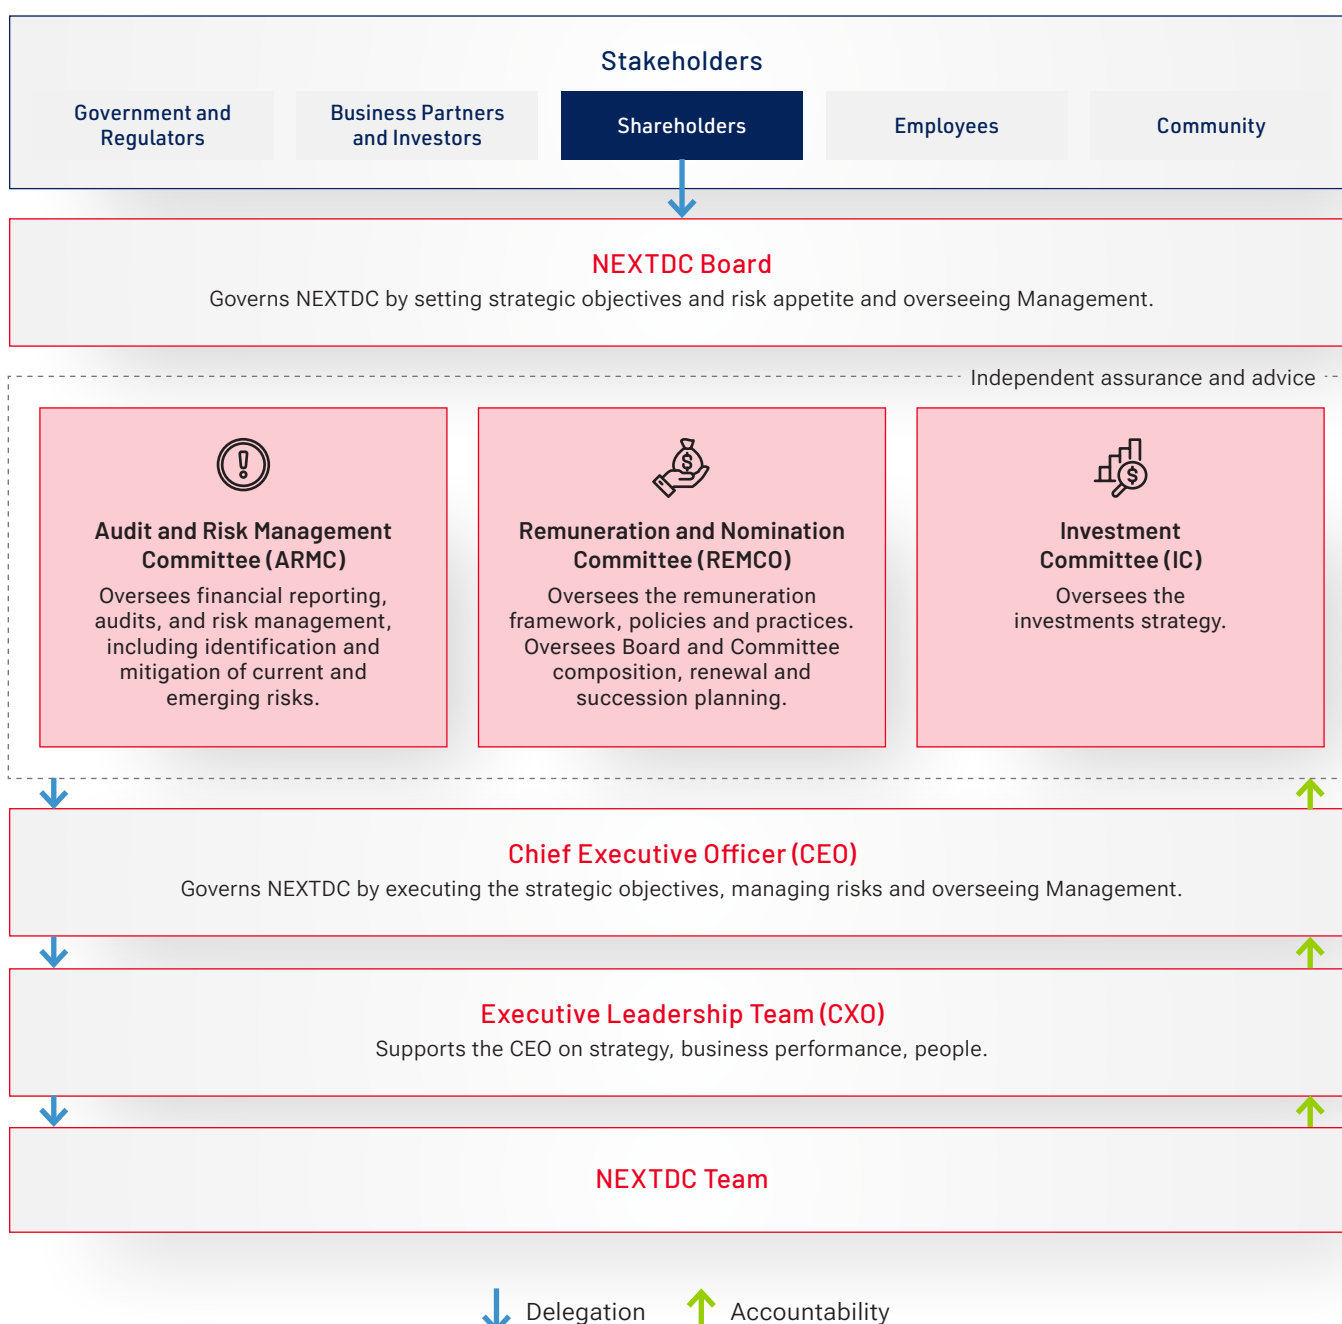 Stakeholders
Government and
Regulators
Business Partners
and Investors
Shareholders
Employees
Community
NEXTDC Board
Governs NEXTDC by setting strategic objectives and risk appetite and overseeing Management.
Independent assurance and advice
Audit and Risk Management
Committee (ARMC)
Oversees financial reporting,
audits, and risk management,
including identification and
mitigation of current and
emerging risks.
Remuneration and Nomination
Committee (REMCO)
Oversees the remuneration
framework, policies and practices.
Oversees Board and Committee
composition, renewal and
succession planning.
Investment
Committee (IC)
Oversees the
investments strategy.
Chief Executive Officer (CEO)
Governs NEXTDC by executing the strategic objectives, managing risks and overseeing Management.
Executive Leadership Team (CXO)
Supports the CEO on strategy, business performance, people.
NEXTDC Team
Delegation
Accountability